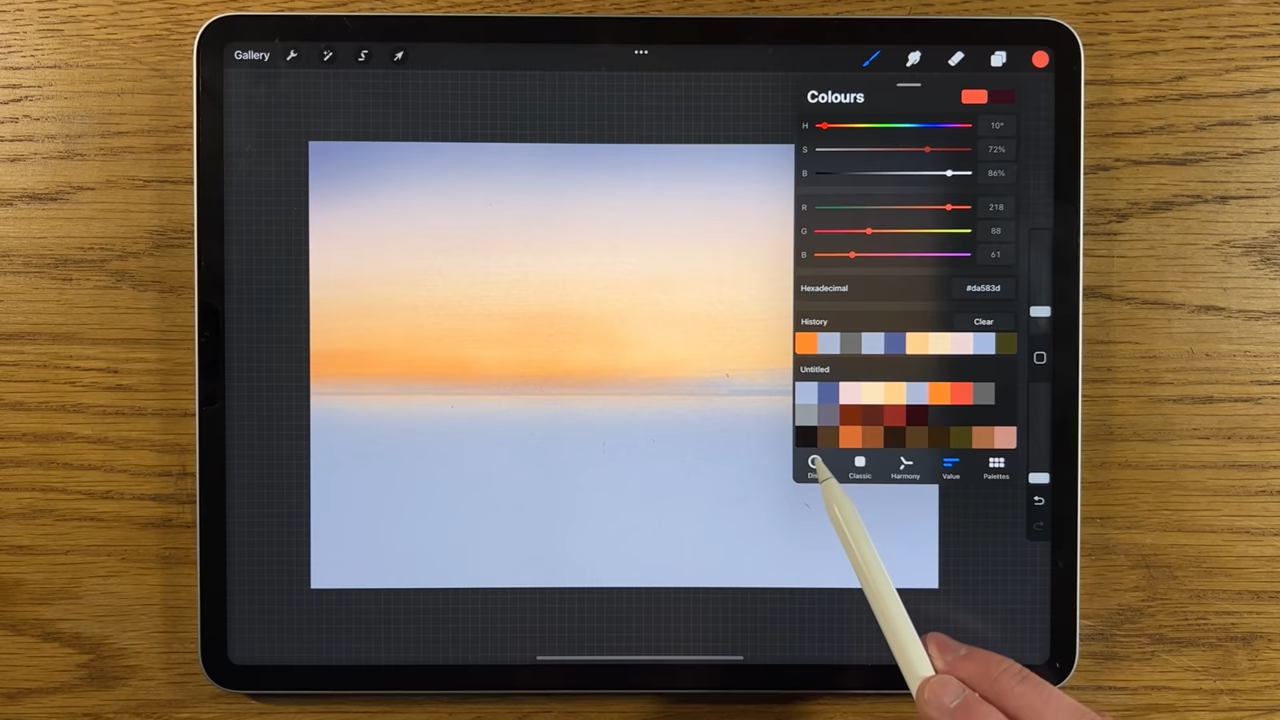 Gallery
Colours
H 10°
S 72%
B 86%
R 218
G 88
B 61
Hexadecimal #da583d
History Clear
Untitled
Classic Harmony Value Palettes